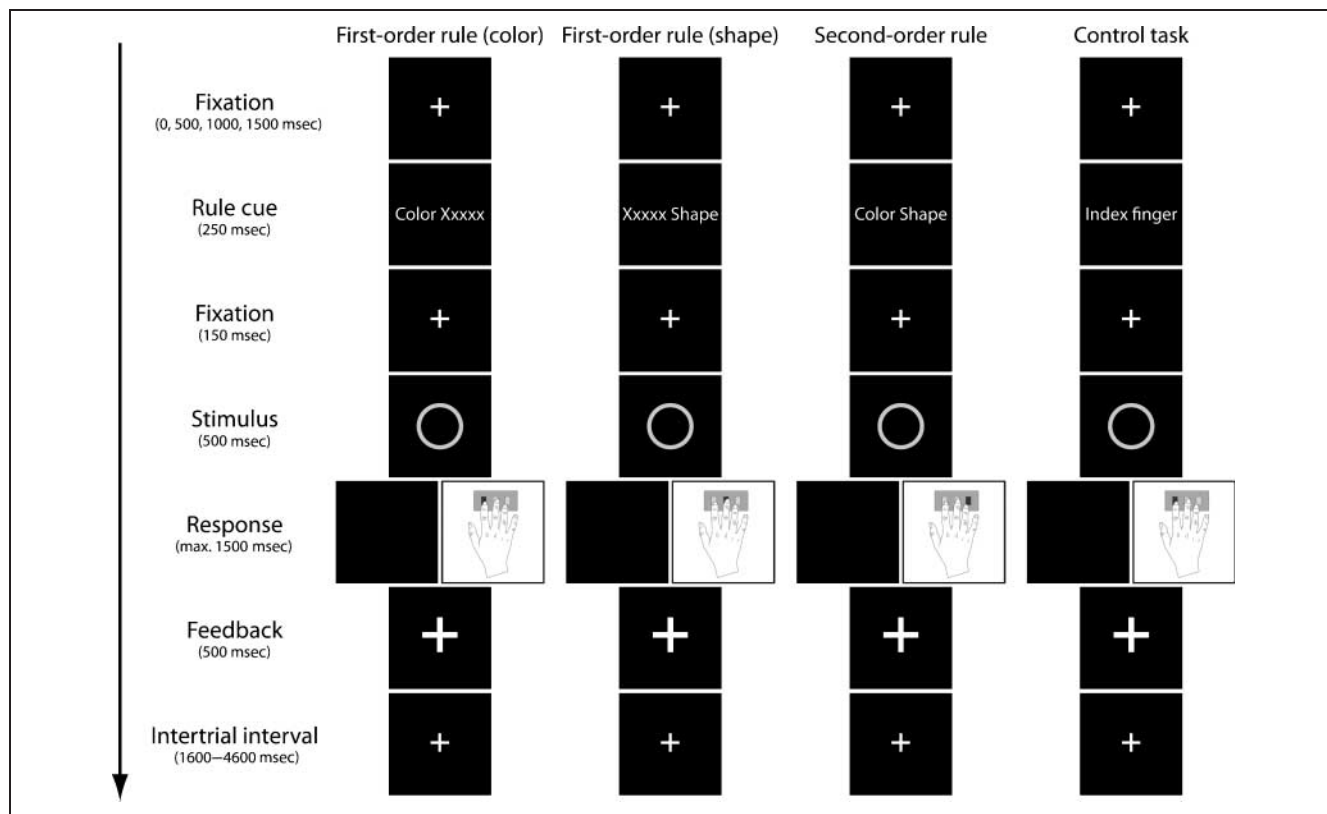 First-order rule (color) First-order rule (shape) Second-order rule Control task
Fixation
(0, 500, 1000, 1500 msec)
Rule cue
(250 msec)
Color Xxxxx Xxxxx Shape Color Shape Index finger
Fixation
(150 msec)
Stimulus
(500 msec)
Response
(max. 1500 msec)
Feedback
(500 msec)
Intertrial interval
(1600–4600 msec)